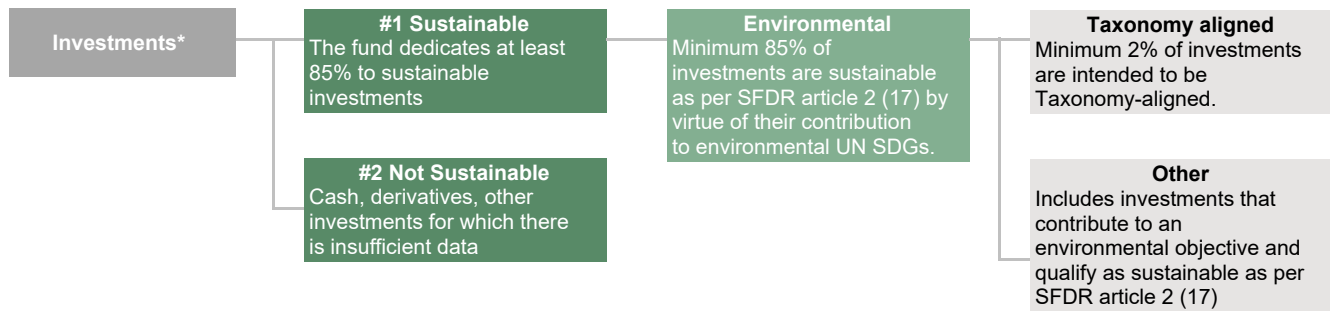 Investments*
#1 Sustainable
The fund dedicates at least
85% to sustainable
investments
#2 Not Sustainable
Cash, derivatives, other
investments for which there
is insufficient data
Environmental
Minimum 85% of
investments are sustainable
as per SFDR article 2 (17) by
virtue of their contribution
to environmental UN SDGs.
Taxonomy aligned
Minimum 2% of investments
are intended to be
Taxonomy-aligned.
Other
Includes investments that
contribute to an
environmental objective and
qualify as sustainable as per
SFDR article 2 (17)